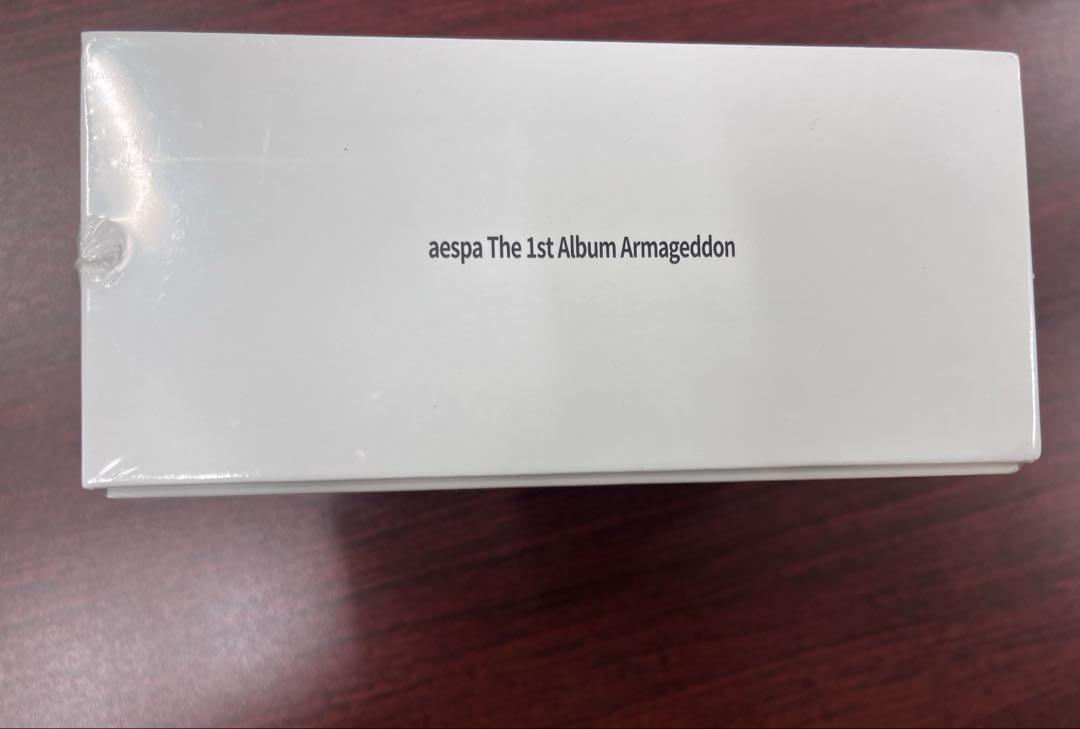 aespa The 1st Album Armageddon